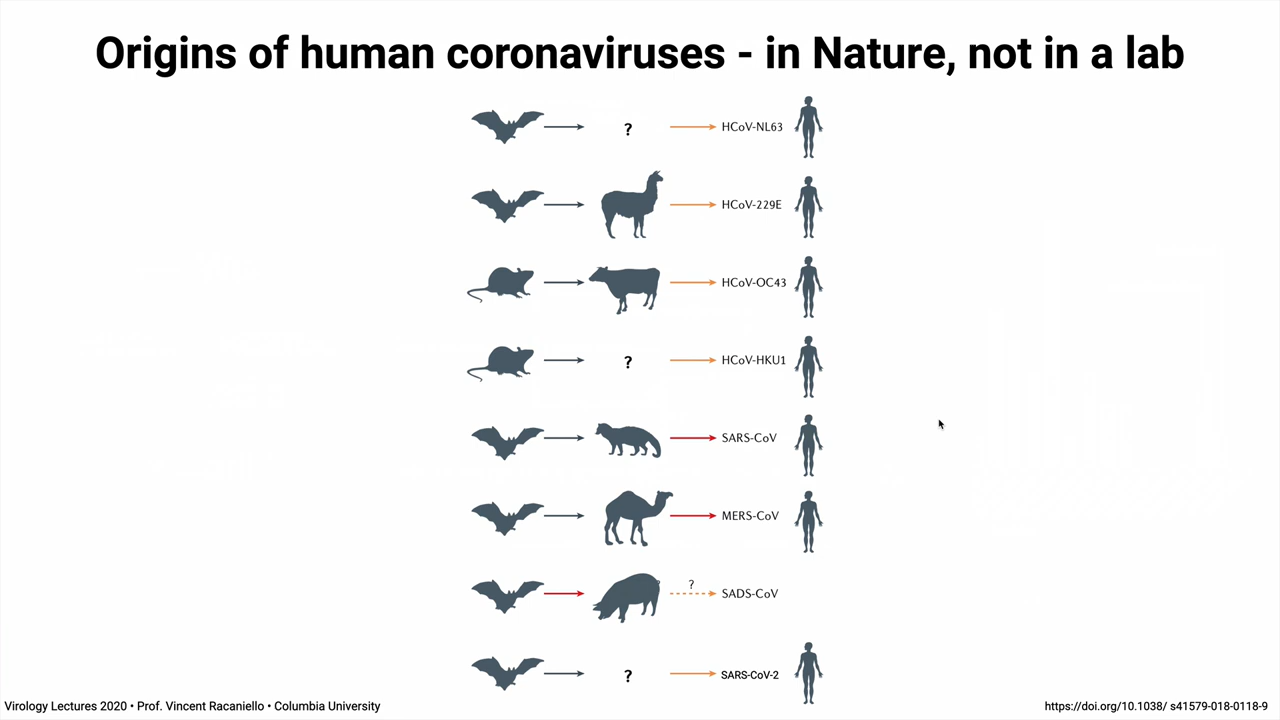 Origins of human coronaviruses - in Nature, not in a lab
? HCoV-NL63
HCoV-229E
HCoV-OC43
? HCoV-HKU1
SARS-CoV
MERS-CoV
? SADS-CoV
? SARS-CoV-2
Virology Lectures 2020 • Prof. Vincent Racaniello • Columbia University
https://doi.org/10.1038/ s41579-018-0118-9